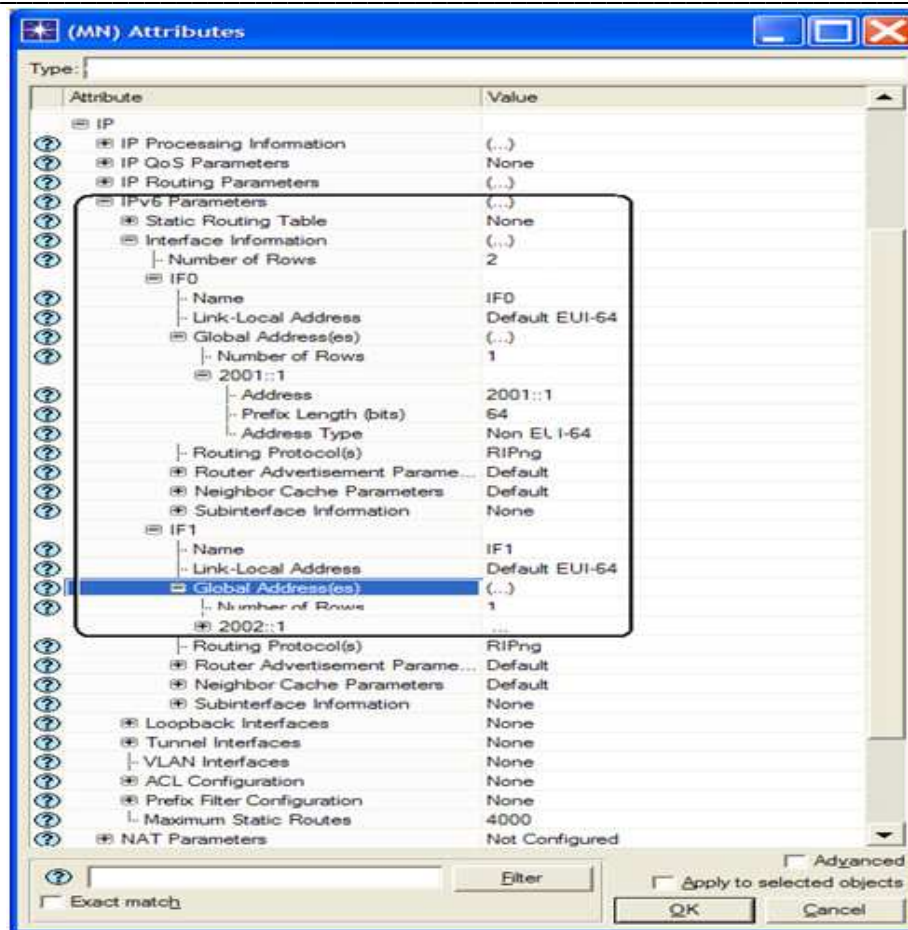 (MN) Attributes
Type:
Attribute Value
IP
IP Processing Information (...)
IP QoS Parameters None
IP Routing Parameters (...)
IPv6 Parameters (...)
Static Routing Table None
Interface Information (...)
Number of Rows 2
IF0
Name IF0
Link-Local Address Default EUI-64
Global Address(es) (...)
Number of Rows 1
2001::1
Address 2001::1
Prefix Length (bits) 64
Address Type Non EUI-64
Routing Protocol(s) RIPng
Router Advertisement Parame... Default
Neighbor Cache Parameters Default
Subinterface Information None
IF1
Name IF1
Link-Local Address Default EUI-64
Global Address(es) (...)
Number of Rows 1
2002::1 ...
Routing Protocol(s) RIPng
Router Advertisement Parame... Default
Neighbor Cache Parameters Default
Subinterface Information None
Loopback Interfaces None
Tunnel Interfaces None
VLAN Interfaces None
ACL Configuration None
Prefix Filter Configuration None
Maximum Static Routes 4000
NAT Parameters Not Configured
Advanced
Filter
Apply to selected objects
Exact match
OK Cancel